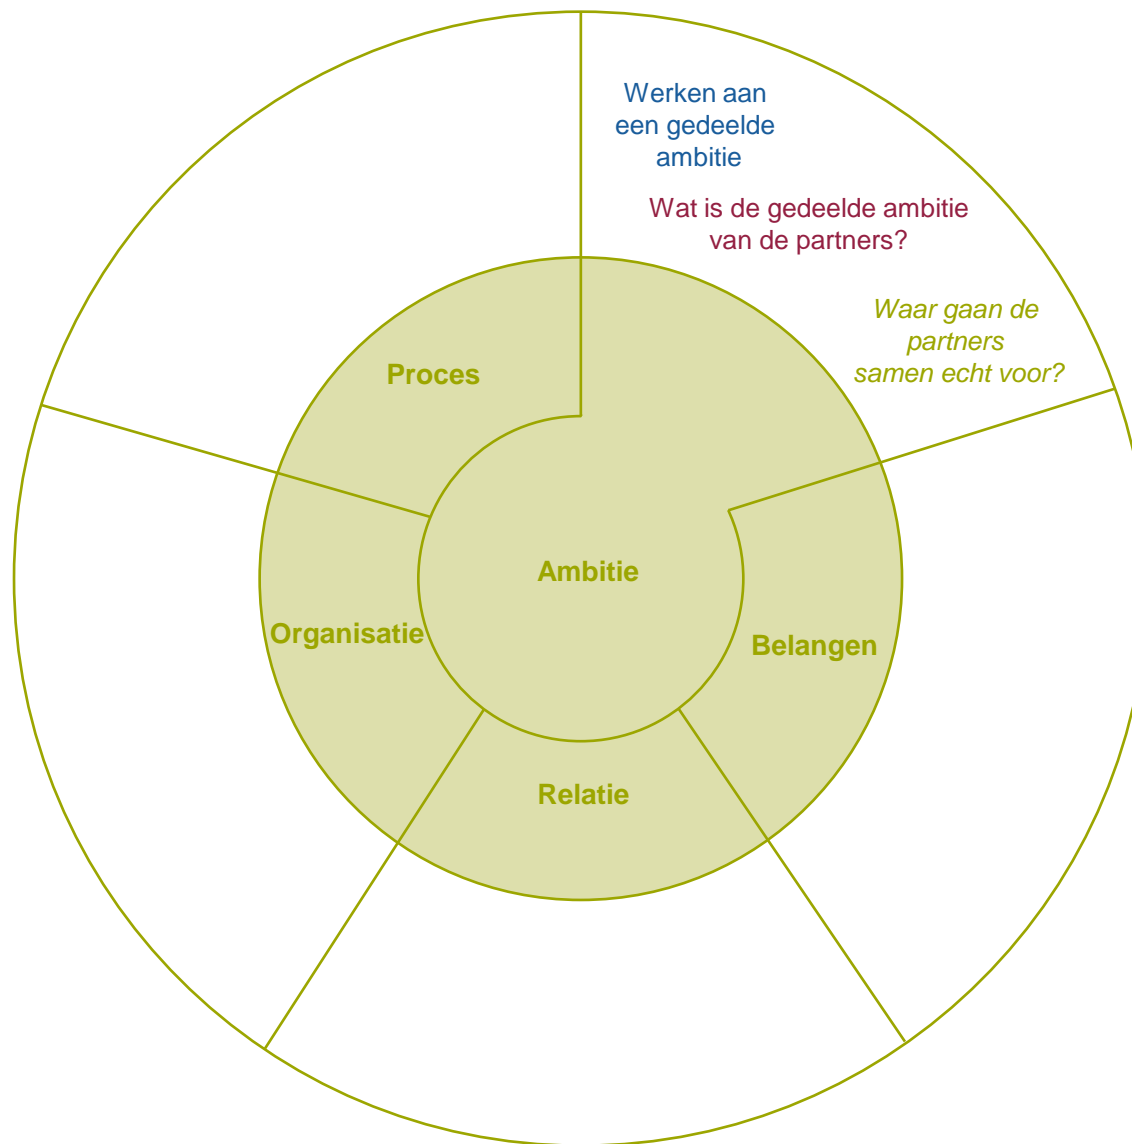 Werken aan
een gedeelde
ambitie
Wat is de gedeelde ambitie
van de partners?
Waar gaan de
partners
samen echt voor?
Proces
Ambitie
Organisatie
Belangen
Relatie